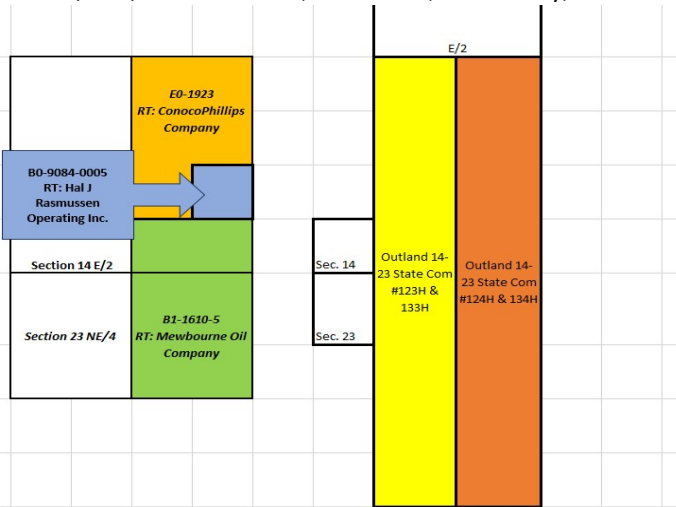 E/2
E0-1923
RT: ConocoPhillips
Company
B0-9084-0005
RT: Hal J
Rasmussen
Operating Inc.
Section 14 E/2
Section 23 NE/4
B1-1610-5
RT: Mewbourne Oil
Company
Sec. 14
Sec. 23
Outland 14-
23 State Com
#123H &
133H
Outland 14-
23 State Com
#124H & 134H